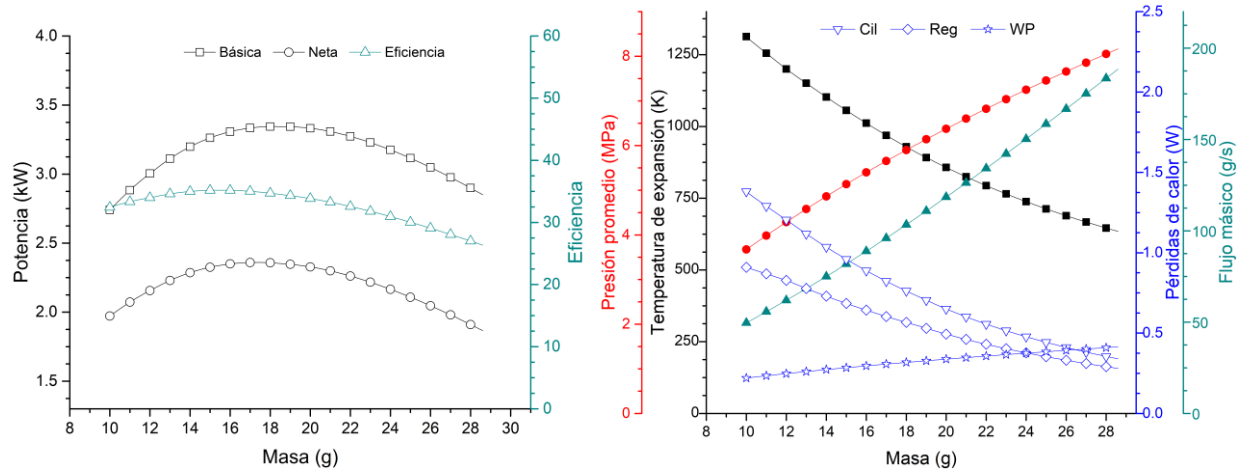 Básica Neta Eficiencia
Potencia (kW)
4.0
3.5
3.0
2.5
2.0
1.5
8 10 12 14 16 18 20 22 24 26 28 30
Masa (g)
60
50
40
30
20
10
0
Eficiencia
Presión promedio (MPa)
8
6
4
2
0
Cil Reg WP
Temperatura de expansión (K)
1250
1000
750
500
250
0
8 10 12 14 16 18 20 22 24 26 28
Masa (g)
2.5
2.0
1.5
1.0
0.5
0.0
Pérdidas de calor (W)
Flujo másico (g/s)
200
150
100
50
0